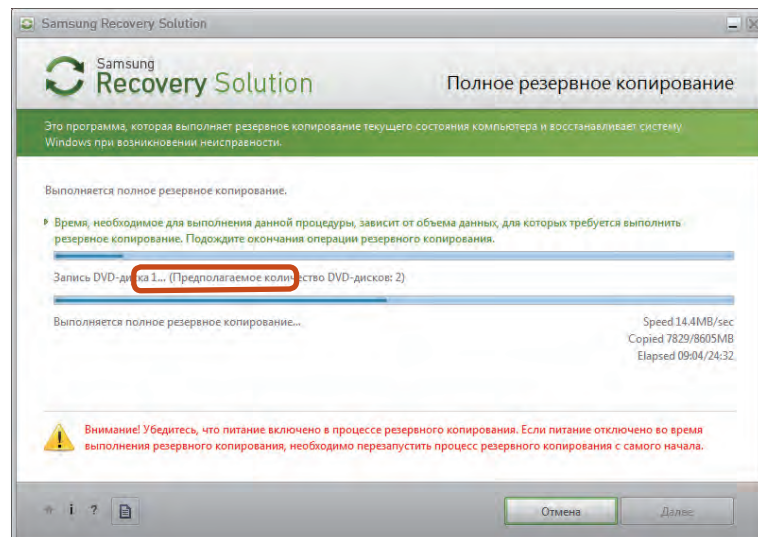 Samsung Recovery Solution
Samsung
Recovery Solution
Полное резервное копирование
Это программа, которая выполняет резервное копирование текущего состояния компьютера и восстанавливает систему
Windows при возникновении неисправности.
Выполняется полное резервное копирование.
Время, необходимое для выполнения данной процедуры, зависит от объема данных, для которых требуется выполнить
резервное копирование. Подождите окончания операции резервного копирования.
Запись DVD-диска 1... (Предполагаемое количество DVD-дисков: 2)
Выполняется полное резервное копирование...
Speed 14.4MB/sec
Copied 7829/8605MB
Elapsed 09:04/24:32
Внимание! Убедитесь, что питание включено в процессе резервного копирования. Если питание отключено во время
выполнения резервного копирования, необходимо перезапустить процесс резервного копирования с самого начала.
Отмена
Далее